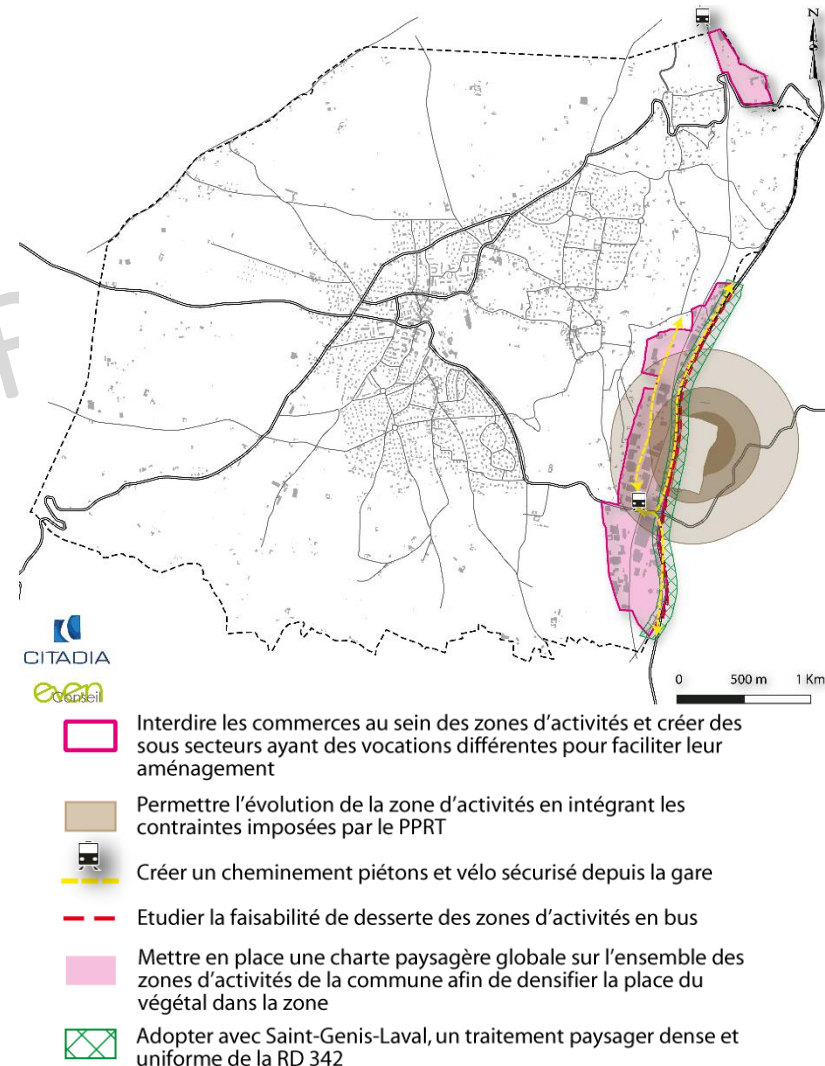 N
0 500 m 1 Km
CITADIA
even
Conseil
Interdire les commerces au sein des zones d'activités et créer des
sous secteurs ayant des vocations différentes pour faciliter leur
aménagement
Permettre l'évolution de la zone d'activités en intégrant les
contraintes imposées par le PPRT
Créer un cheminement piétons et vélo sécurisé depuis la gare
Etudier la faisabilité de desserte des zones d'activités en bus
Mettre en place une charte paysagère globale sur l'ensemble des
zones d'activités de la commune afin de densifier la place du
végétal dans la zone
Adopter avec Saint-Genis-Laval, un traitement paysager dense et
uniforme de la RD 342